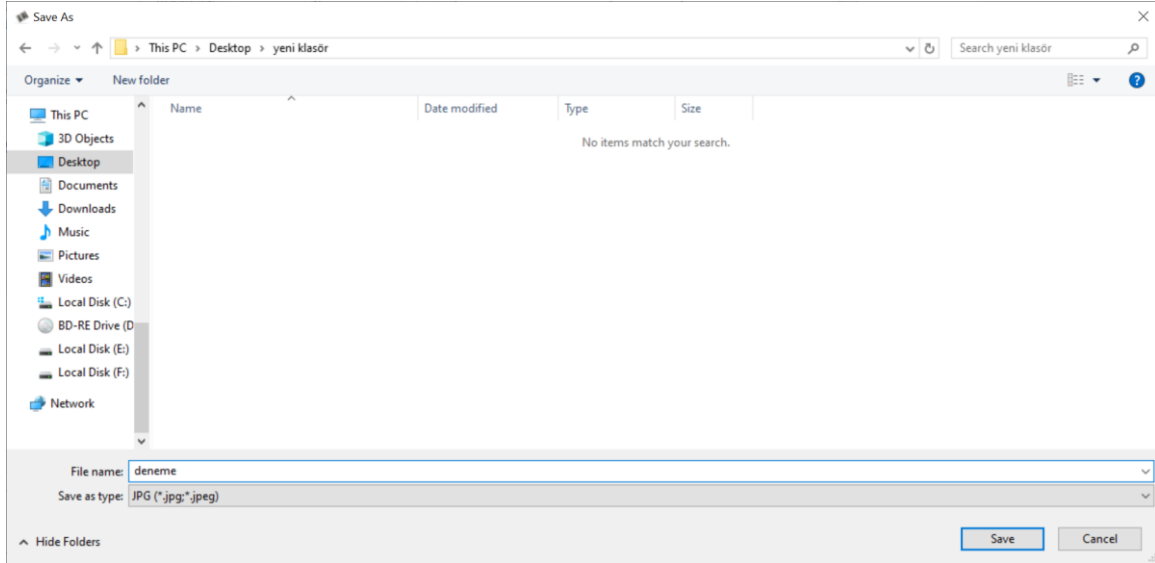 Save As
This PC > Desktop > yeni klasör
Search yeni klasör
Organize
New folder
Name
Date modified
Type
Size
No items match your search.
This PC
3D Objects
Desktop
Documents
Downloads
Music
Pictures
Videos
Local Disk (C:)
BD-RE Drive (D
Local Disk (E:)
Local Disk (F:)
Network
File name: deneme
Save as type: JPG (*.jpg;*.jpeg)
Hide Folders
Save
Cancel